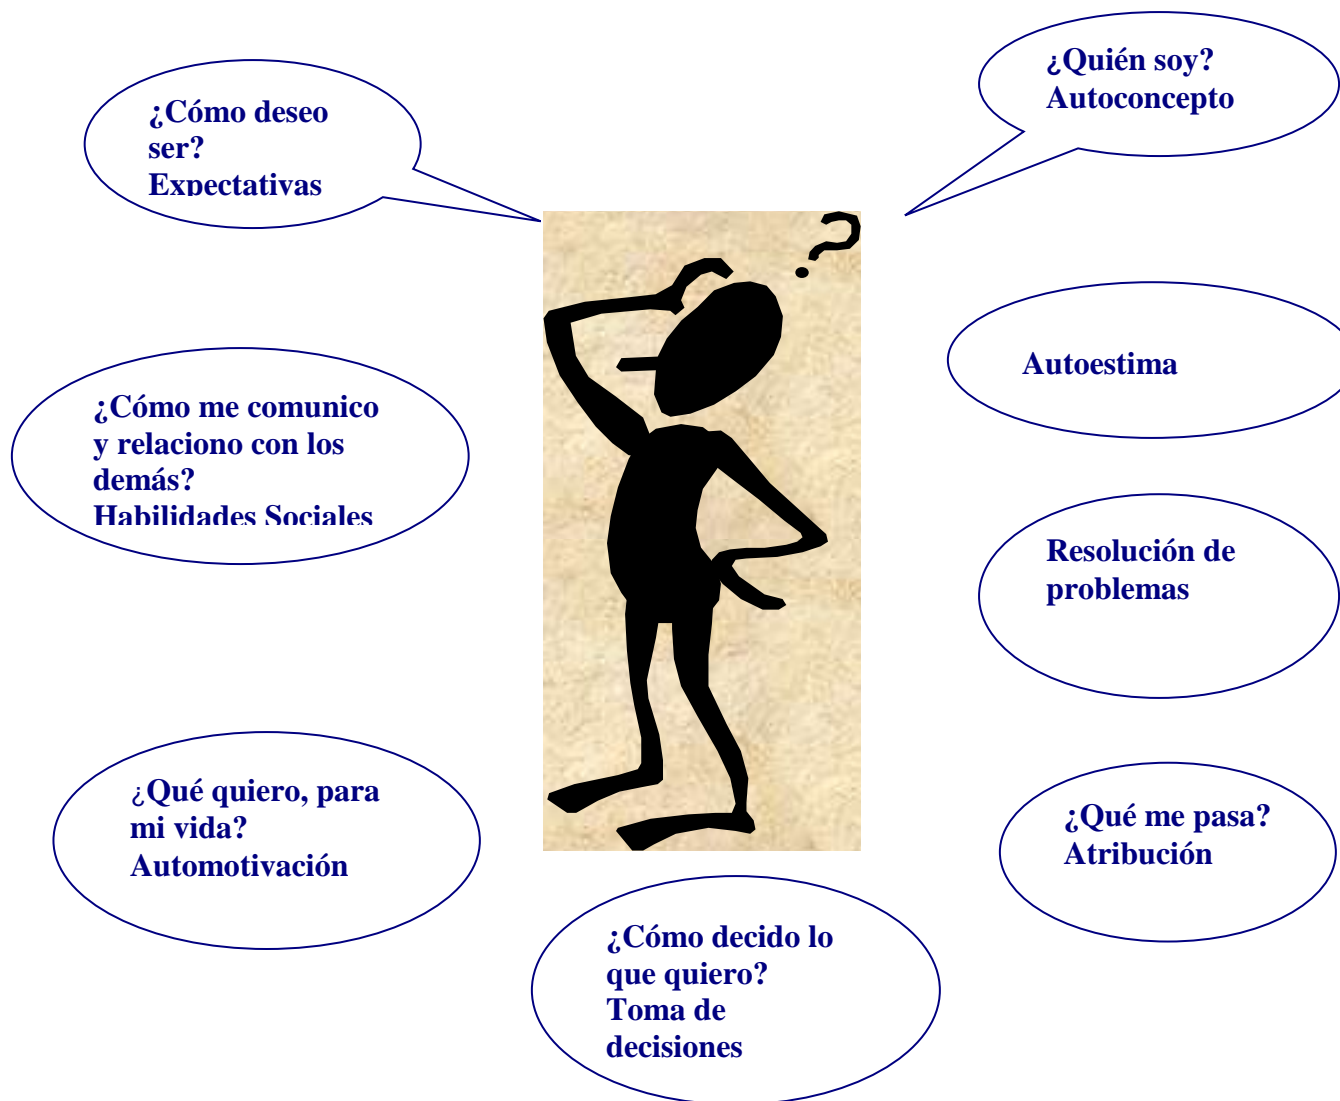 ¿Cómo deseo
ser?
Expectativas
¿Quién soy?
Autoconcepto
?
Autoestima
¿Cómo me comunico
y relaciono con los
demás?
Habilidades Sociales
Resolución de
problemas
¿Qué quiero, para
mi vida?
Automotivación
¿Qué me pasa?
Atribución
¿Cómo decido lo
que quiero?
Toma de
decisiones